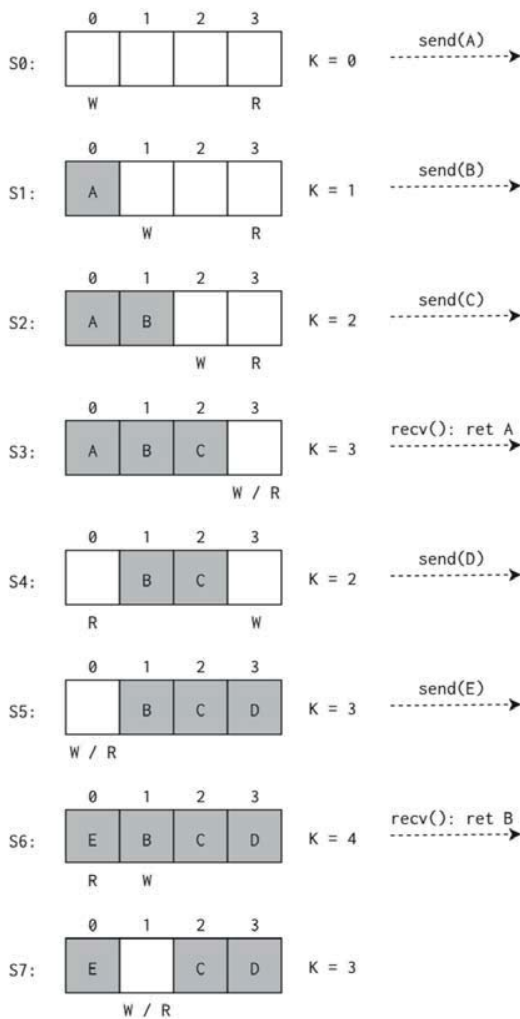 0 1 2 3
S0: K = 0 send(A)
W R
0 1 2 3
S1: A K = 1 send(B)
W R
0 1 2 3
S2: A B K = 2 send(C)
W R
0 1 2 3
S3: A B C K = 3 recv(): ret A
W / R
0 1 2 3
S4: B C K = 2 send(D)
R W
0 1 2 3
S5: B C D K = 3 send(E)
W / R
0 1 2 3
S6: E B C D K = 4 recv(): ret B
R W
0 1 2 3
S7: E C D K = 3
W / R